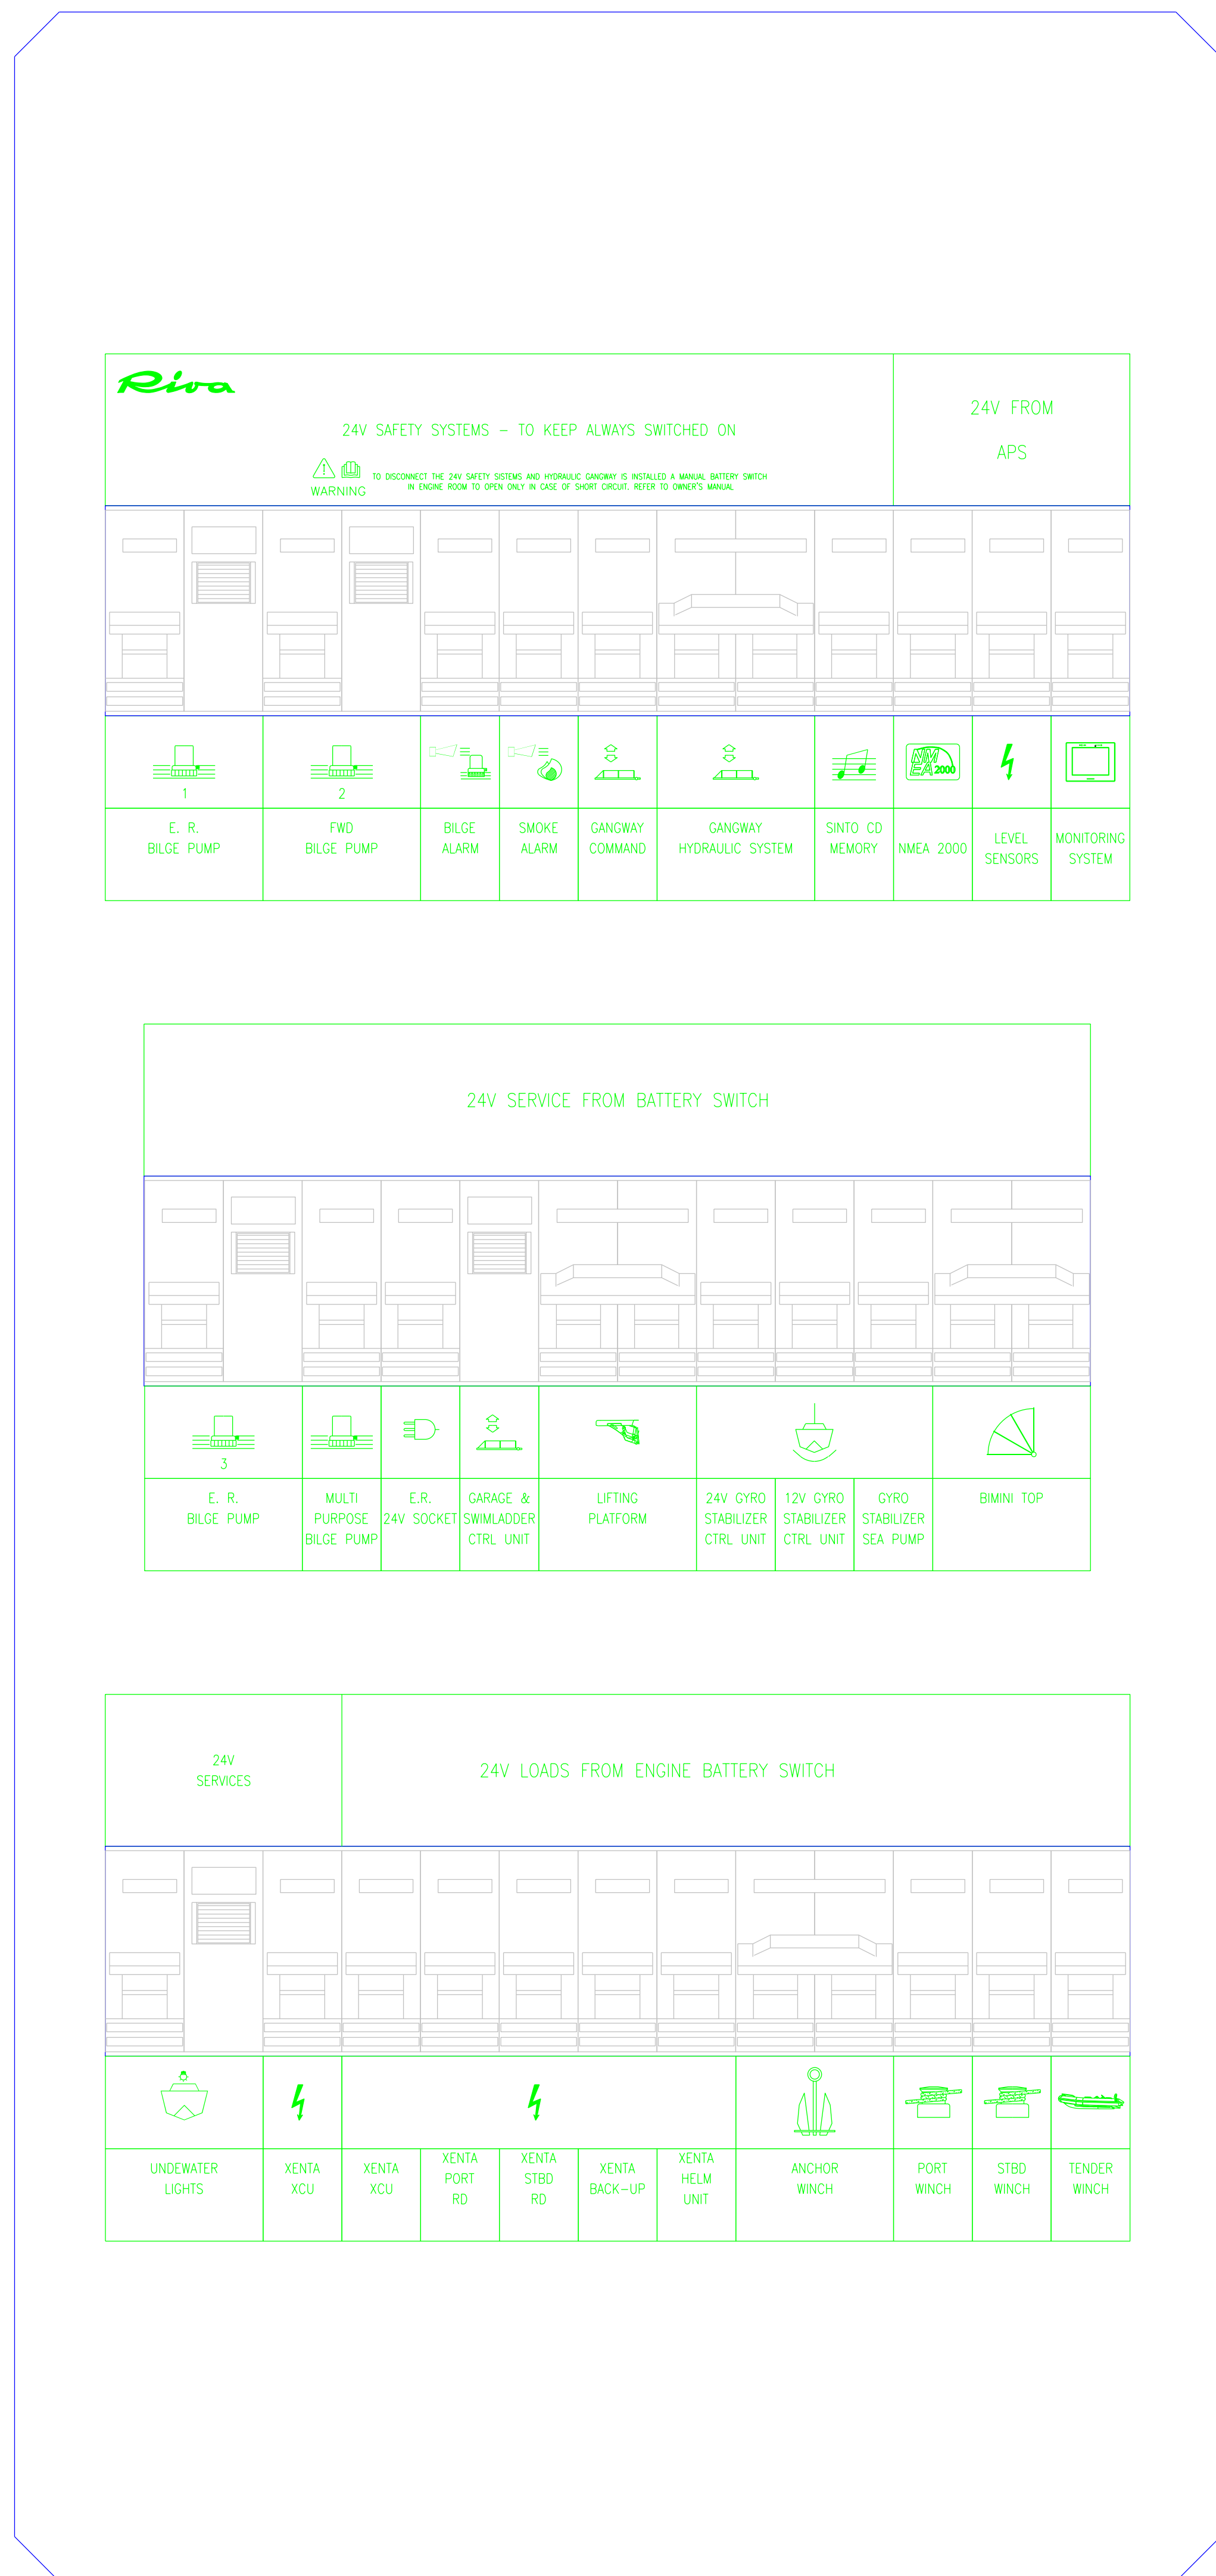 Riva
24V FROM
APS
24V SAFETY SYSTEMS - TO KEEP ALWAYS SWITCHED ON
WARNING
TO DISCONNECT THE 24V SAFETY SISTEMS AND HYDRAULIC GANGWAY IS INSTALLED A MANUAL BATTERY SWITCH
IN ENGINE ROOM TO OPEN ONLY IN CASE OF SHORT CIRCUIT. REFER TO OWNER'S MANUAL
1
E. R.
BILGE PUMP
2
FWD
BILGE PUMP
BILGE
ALARM
SMOKE
ALARM
GANGWAY
COMMAND
GANGWAY
HYDRAULIC SYSTEM
SINTO CD
MEMORY
NMEA
2000
NMEA 2000
LEVEL
SENSORS
MONITORING
SYSTEM
24V SERVICE FROM BATTERY SWITCH
3
E. R.
BILGE PUMP
MULTI
PURPOSE
BILGE PUMP
E.R.
24V SOCKET
GARAGE &
SWIMLADDER
CTRL UNIT
LIFTING
PLATFORM
24V GYRO
STABILIZER
CTRL UNIT
12V GYRO
STABILIZER
CTRL UNIT
GYRO
STABILIZER
SEA PUMP
BIMINI TOP
24V
SERVICES
24V LOADS FROM ENGINE BATTERY SWITCH
UNDEWATER
LIGHTS
XENTA
XCU
XENTA
XCU
XENTA
PORT
RD
XENTA
STBD
RD
XENTA
BACK-UP
XENTA
HELM
UNIT
ANCHOR
WINCH
PORT
WINCH
STBD
WINCH
TENDER
WINCH